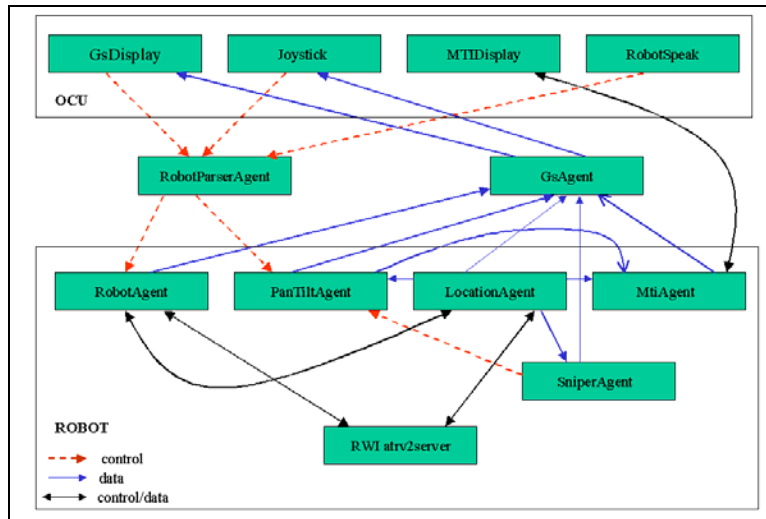 GsDisplay
Joystick
MTIDisplay
RobotSpeak
OCU
RobotParserAgent
GsAgent
RobotAgent
PanTiltAgent
LocationAgent
MtiAgent
SniperAgent
ROBOT
RWI atrv2server
control
data
control/data